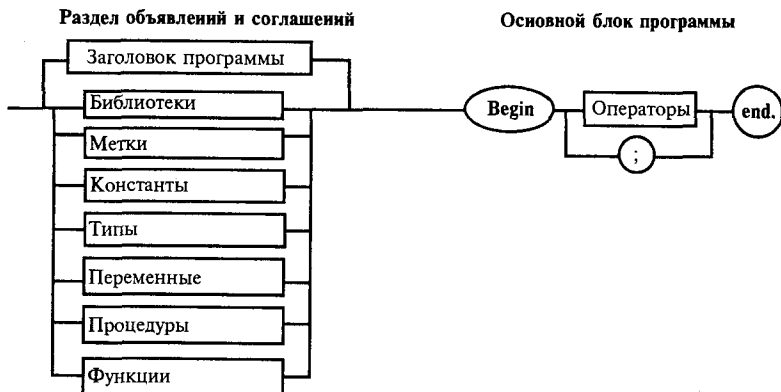 Раздел объявлений и соглашений
Основной блок программы
Заголовок программы
Библиотеки
Метки
Константы
Типы
Переменные
Процедуры
Функции
Begin
Операторы
;
end.